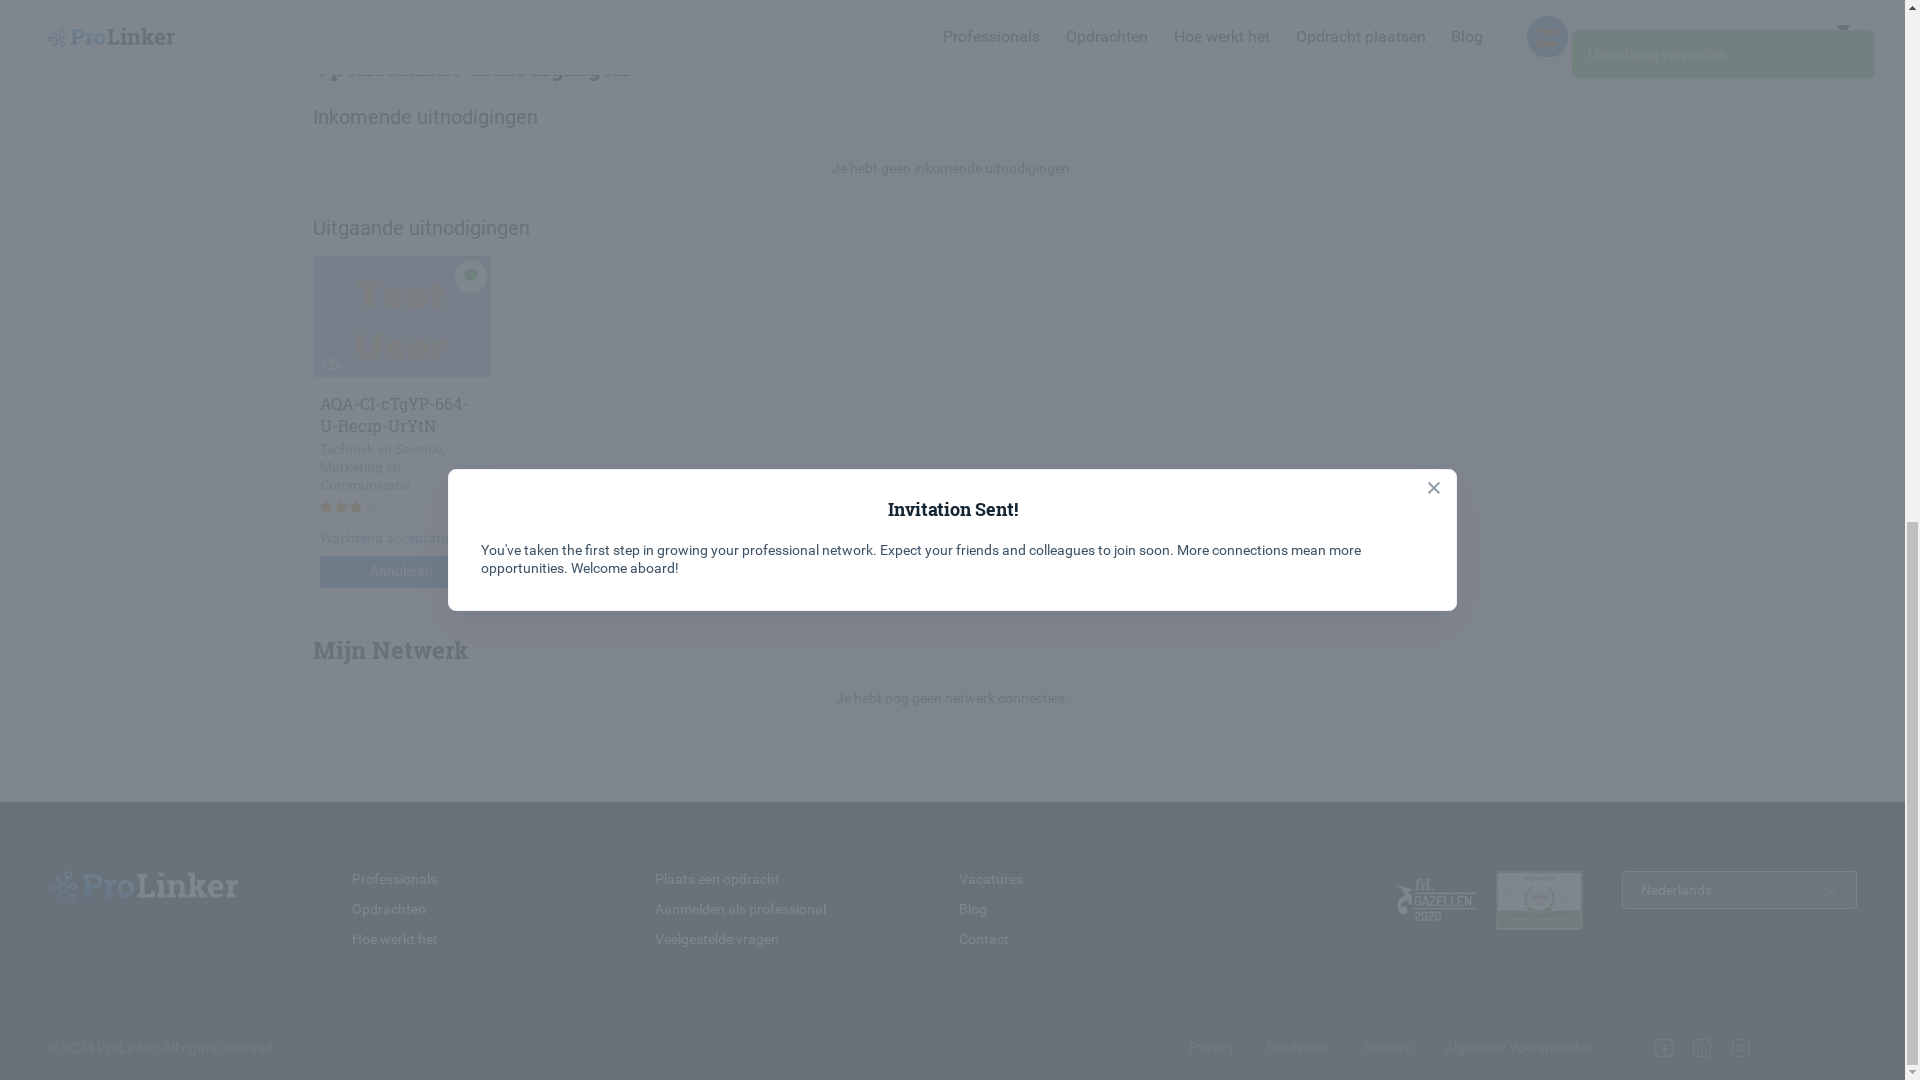 ProLinker
Professionals Opdrachten Hoe werkt het Opdracht plaatsen Blog
Uitnodiging verzonden
Inkomende uitnodigingen
Je hebt geen inkomende uitnodigingen.
Uitgaande uitnodigingen
Test
User
AQA-CI-cTgYP-664-
U-Recip-UrYtN
Techniek en Science,
Marketing en
Communicatie
Wachtend acceptatie
Annuleren
Invitation Sent!
You've taken the first step in growing your professional network. Expect your friends and colleagues to join soon. More connections mean more
opportunities. Welcome aboard!
Mijn Netwerk
Je hebt nog geen netwerk connecties.
ProLinker
Professionals
Opdrachten
Hoe werkt het
Plaats een opdracht
Aanmelden als professional
Veelgestelde vragen
Vacatures
Blog
Contact
fd.
GAZELLEN
2020
Nederlands
© 2024 ProLinker. All rights reserved
Privacy Disclaimer Sitemap Algemene Voorwaarden